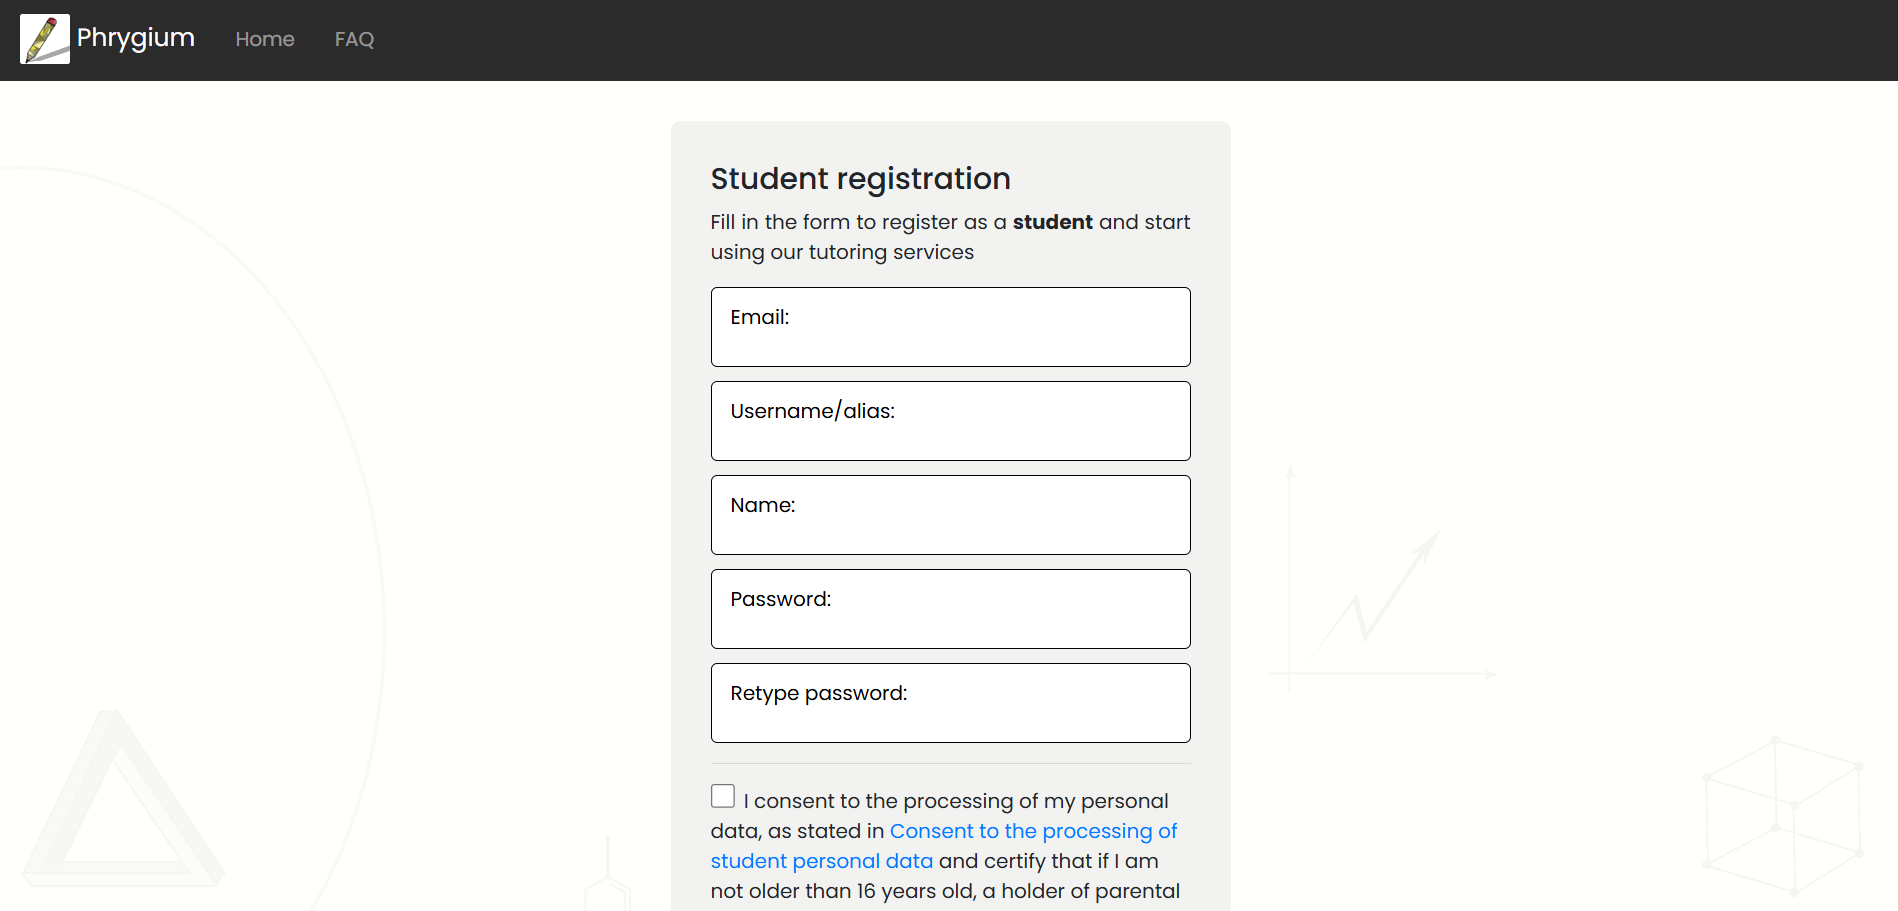 Phrygium Home FAQ
Student registration
Fill in the form to register as a student and start
using our tutoring services
Email:
Username/alias:
Name:
Password:
Retype password:
I consent to the processing of my personal
data, as stated in Consent to the processing of
student personal data and certify that if I am
not older than 16 years old, a holder of parental